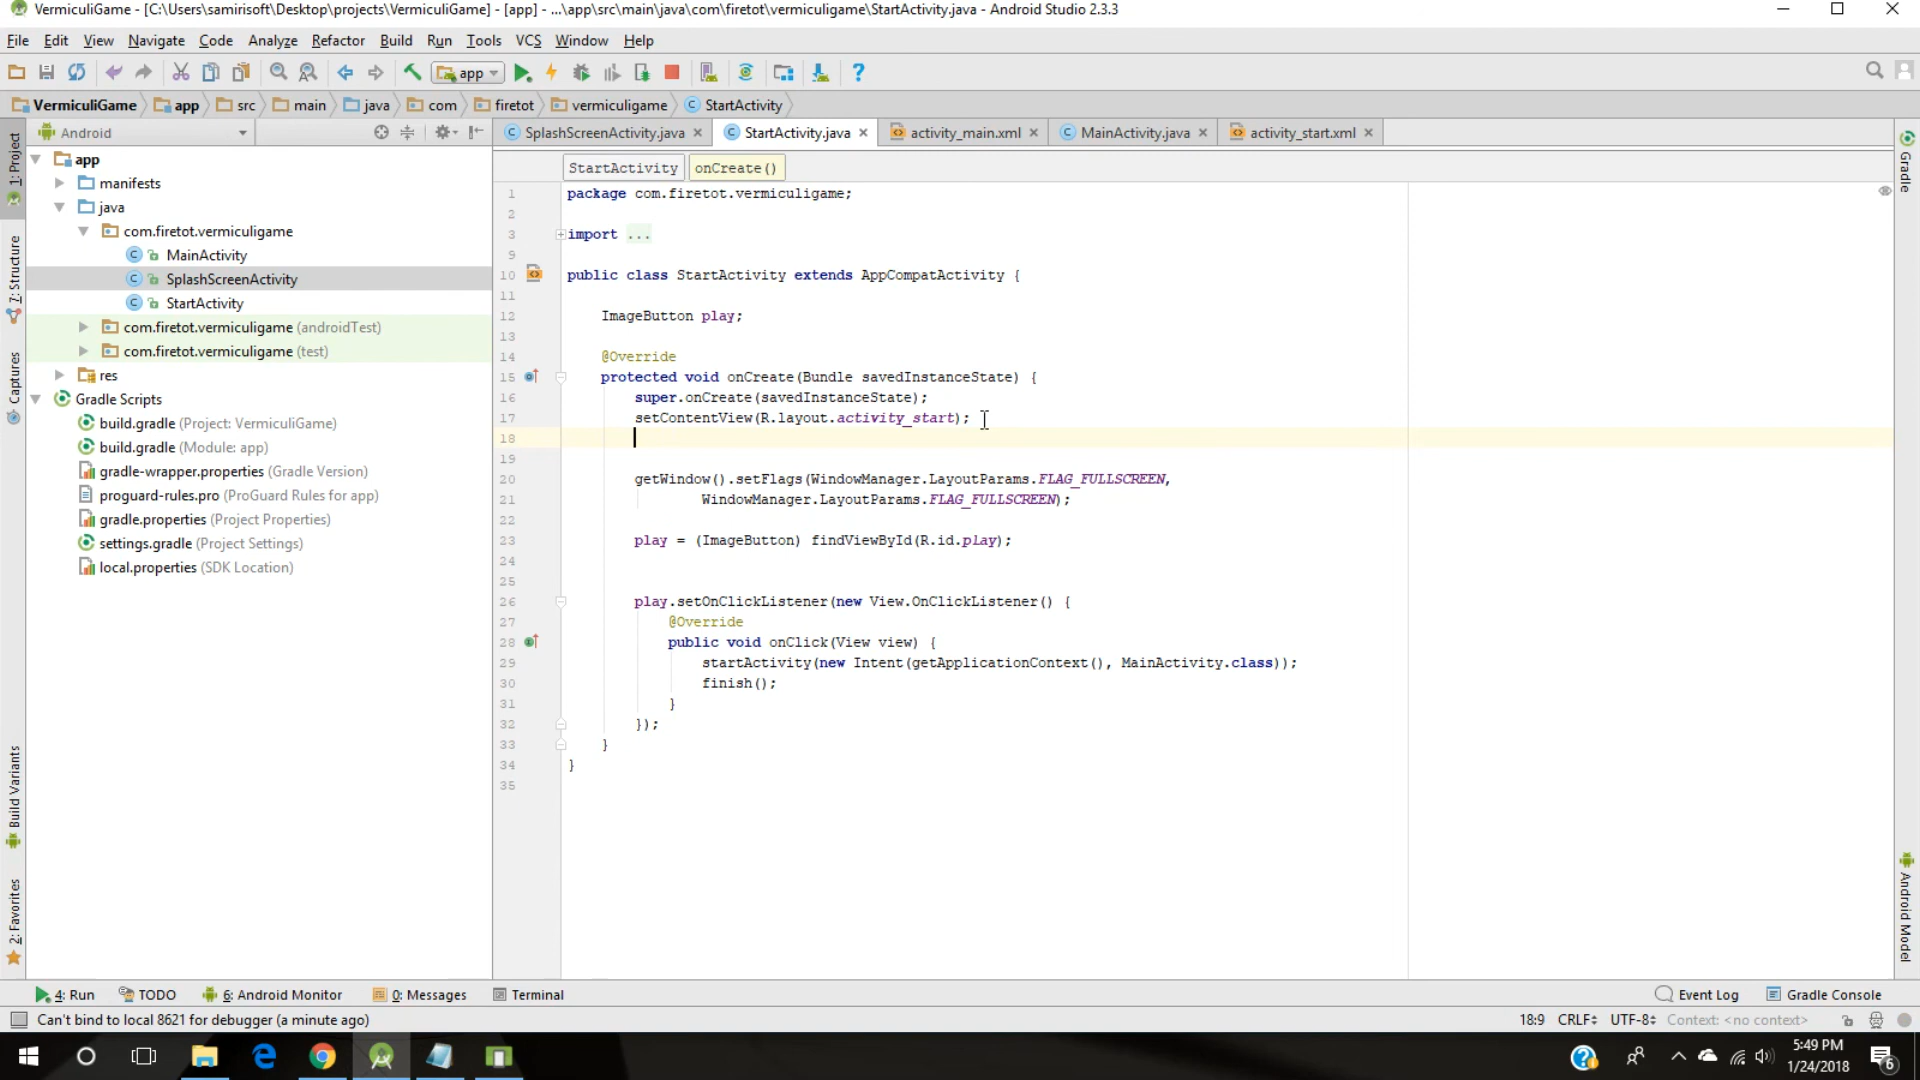 VermiculiGame - [C:\Users\samirisoft\Desktop\projects\VermiculiGame] - [app] - ...\app\src\main\java\com\firetot\vermiculigame\StartActivity.java - Android Studio 2.3.3
File Edit View Navigate Code Analyze Refactor Build Run Tools VCS Window Help
app
VermiculiGame app src main java com firetot vermiculigame StartActivity
Android
SplashScreenActivity.java StartActivity.java activity_main.xml MainActivity.java activity_start.xml
StartActivity onCreate()
1: Project
7: Structure
Captures
Build Variants
2: Favorites
app
manifests
java
com.firetot.vermiculigame
MainActivity
SplashScreenActivity
StartActivity
com.firetot.vermiculigame (androidTest)
com.firetot.vermiculigame (test)
res
Gradle Scripts
build.gradle (Project: VermiculiGame)
build.gradle (Module: app)
gradle-wrapper.properties (Gradle Version)
proguard-rules.pro (ProGuard Rules for app)
gradle.properties (Project Properties)
settings.gradle (Project Settings)
local.properties (SDK Location)
1 package com.firetot.vermiculigame;
2
3 import ...
9
10 public class StartActivity extends AppCompatActivity {
11
12 ImageButton play;
13
14 @Override
15 protected void onCreate(Bundle savedInstanceState) {
16 super.onCreate(savedInstanceState);
17 setContentView(R.layout.activity_start);
18
19
20 getWindow().setFlags(WindowManager.LayoutParams.FLAG_FULLSCREEN,
21 WindowManager.LayoutParams.FLAG_FULLSCREEN);
22
23 play = (ImageButton) findViewById(R.id.play);
24
25
26 play.setOnClickListener(new View.OnClickListener() {
27 @Override
28 public void onClick(View view) {
29 startActivity(new Intent(getApplicationContext(), MainActivity.class));
30 finish();
31 }
32 });
33 }
34 }
35
Gradle
Android Model
4: Run TODO 6: Android Monitor 0: Messages Terminal Event Log Gradle Console
Can't bind to local 8621 for debugger (a minute ago) 18:9 CRLF UTF-8 Context: <no context>
5:49 PM
1/24/2018
6